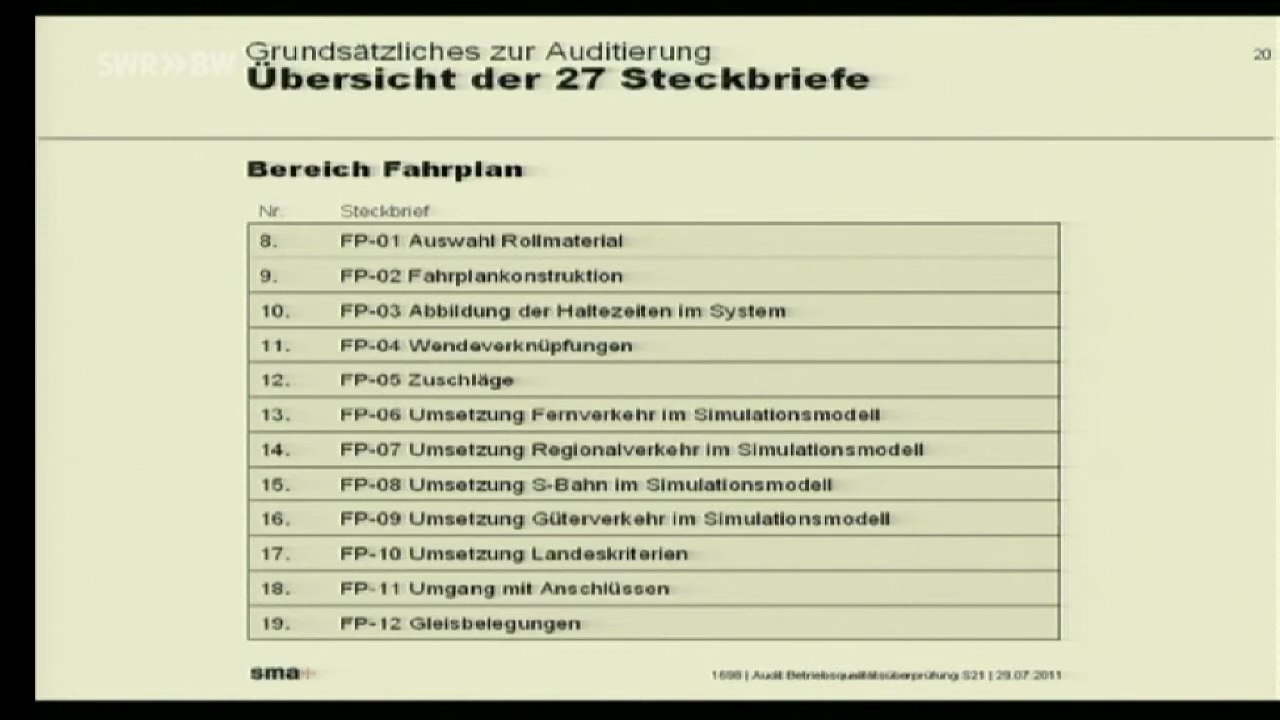 SWR>>BW
Grundsätzliches zur Auditierung
20
Übersicht der 27 Steckbriefe
Bereich Fahrplan
Nr. Steckbrief
8. FP-01 Auswahl Rollmaterial
9. FP-02 Fahrplankonstruktion
10. FP-03 Abbildung der Haltezeiten im System
11. FP-04 Wendeverknüpfungen
12. FP-05 Zuschläge
13. FP-06 Umsetzung Fernverkehr im Simulationsmodell
14. FP-07 Umsetzung Regionalverkehr im Simulationsmodell
15. FP-08 Umsetzung S-Bahn im Simulationsmodell
16. FP-09 Umsetzung Güterverkehr im Simulationsmodell
17. FP-10 Umsetzung Landeskriterien
18. FP-11 Umgang mit Anschlüssen
19. FP-12 Gleisbelegungen
sma+
1698 | Audit Betriebsqualitätsüberprüfung S21 | 29.07.2011